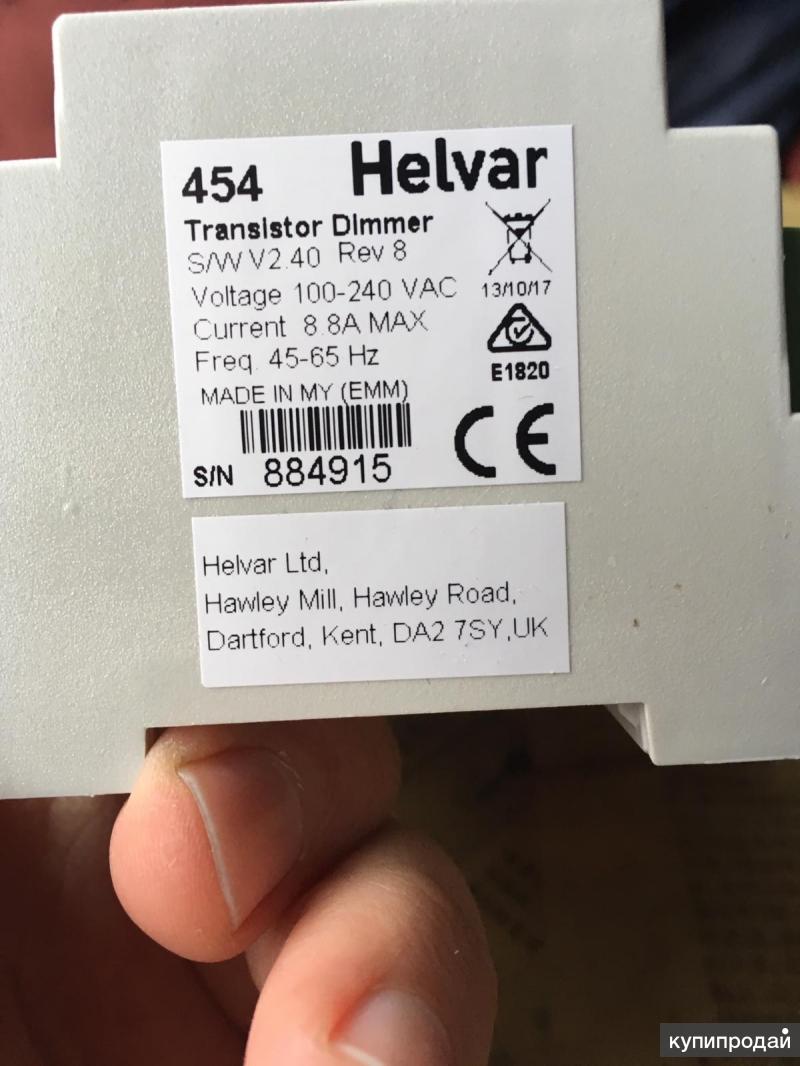 454 Helvar
Transistor Dimmer
S/W V2.40 Rev 8
Voltage 100-240 VAC 13/10/17
Current 8.8A MAX
Freq. 45-65 Hz
E1820
MADE IN MY (EMM)
CE
S/N 884915
Helvar Ltd,
Hawley Mill, Hawley Road,
Dartford, Kent, DA2 7SY,UK
купипродай